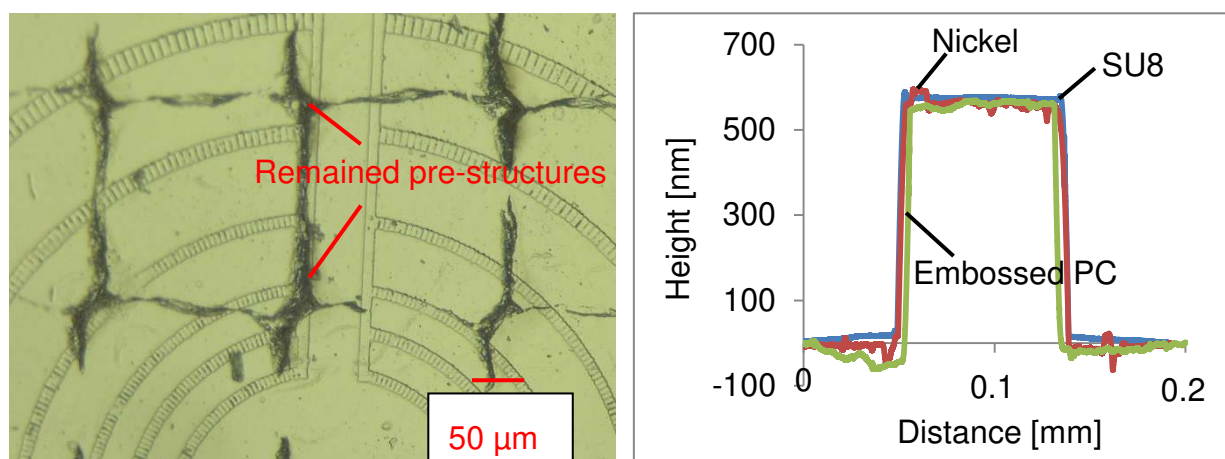 Remained pre-structures
50 µm
700
500
300
100
-100
Height [nm]
Nickel
SU8
Embossed PC
0
0.1
0.2
Distance [mm]